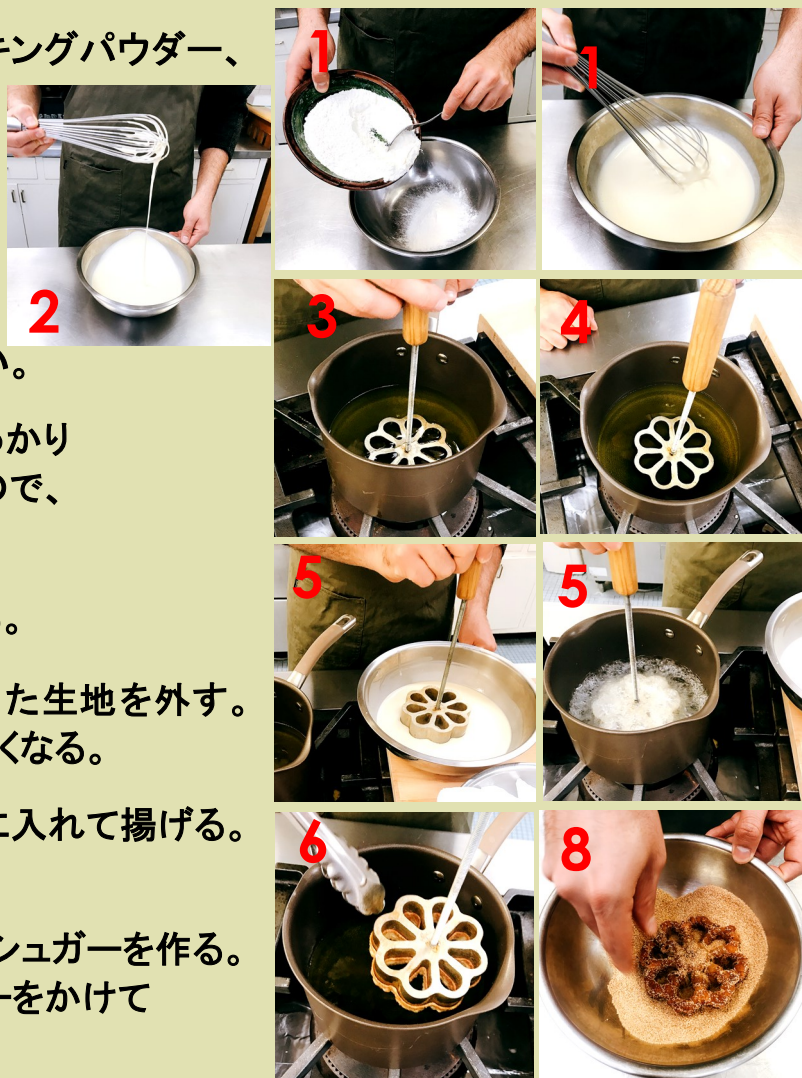 キングパウダー、
1
1
2
い。
3
4
っかり
ので、
5
5
。
った生地を外す。
くなる。
に入れて揚げる。
6
8
シュガーを作る。
ーをかけて